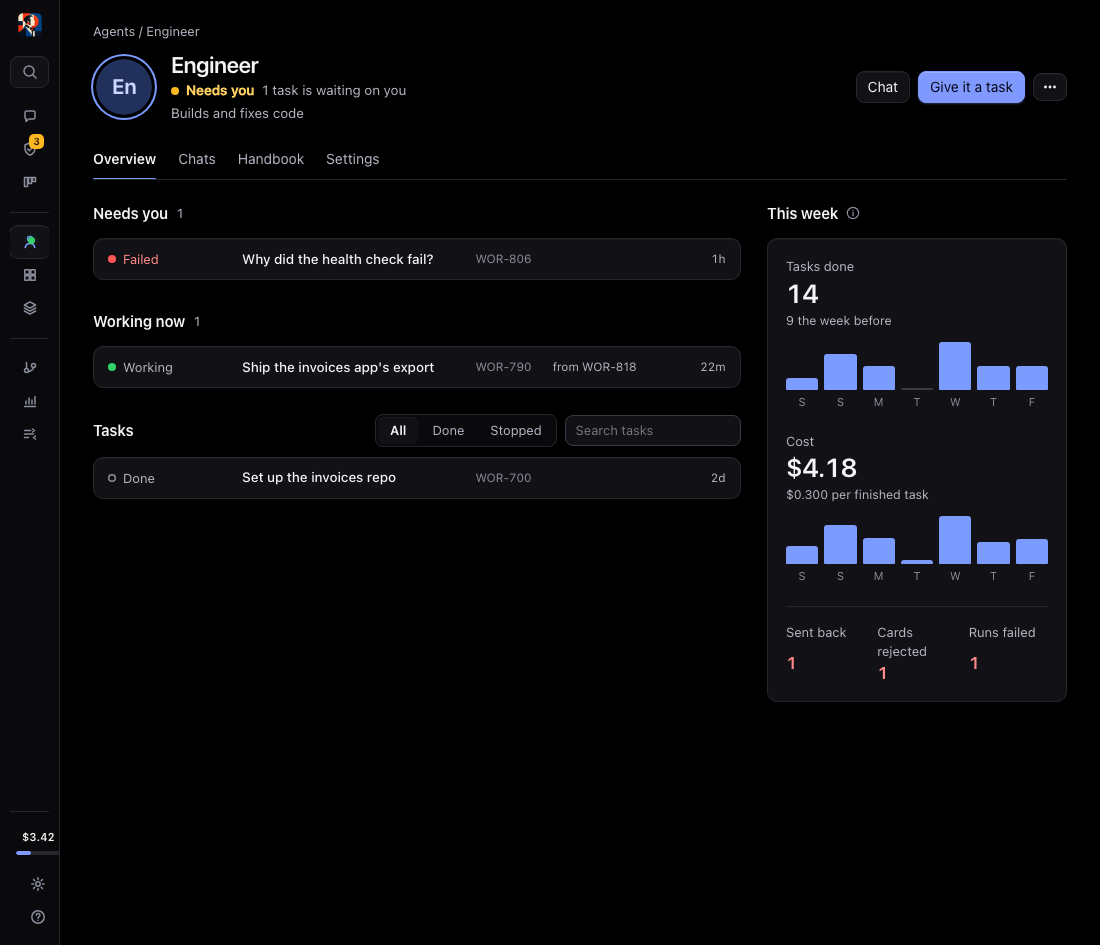 Agents / Engineer
En
Engineer
Needs you 1 task is waiting on you
Builds and fixes code
Chat
Give it a task
3
Overview Chats Handbook Settings
Needs you 1
Failed Why did the health check fail? WOR-806 1h
Working now 1
Working Ship the invoices app's export WOR-790 from WOR-818 22m
Tasks All Done Stopped Search tasks
Done Set up the invoices repo WOR-700 2d
This week
Tasks done
14
9 the week before
S S M T W T F
Cost
$4.18
$0.300 per finished task
S S M T W T F
Sent back
1
Cards
rejected
1
Runs failed
1
$3.42